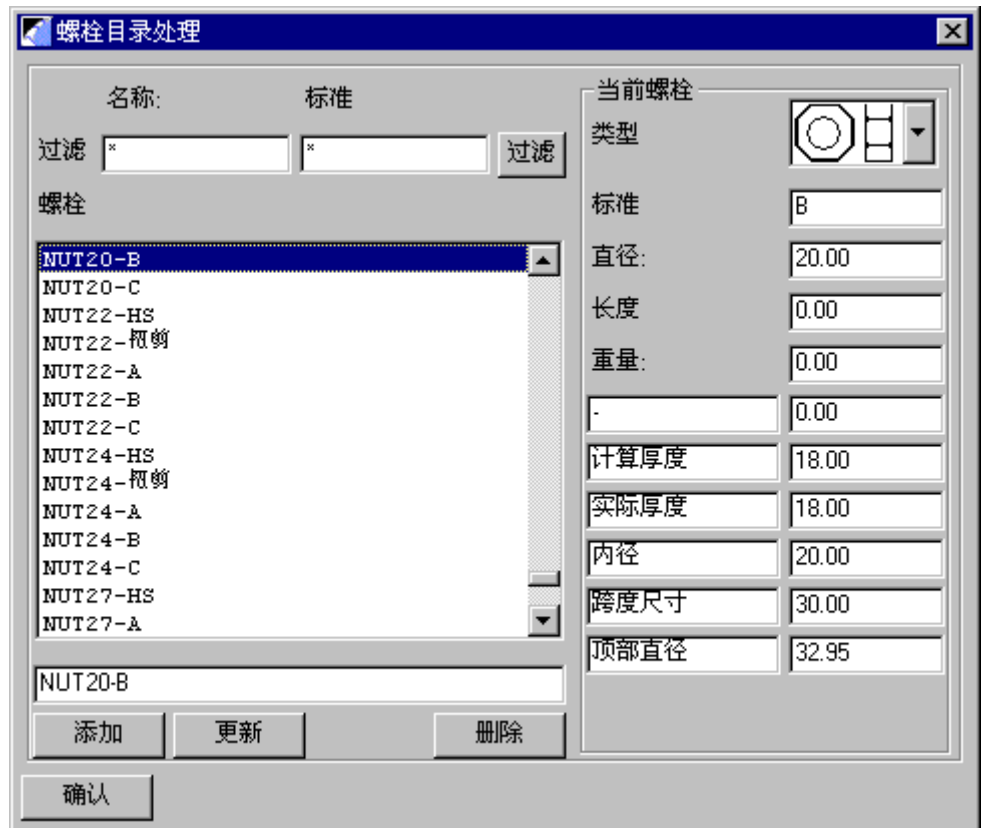 螺栓目录处理
名称: 标准
过滤 * * 过滤
螺栓
NUT20-B
NUT20-C
NUT22-HS
NUT22-扭剪
NUT22-A
NUT22-B
NUT22-C
NUT24-HS
NUT24-扭剪
NUT24-A
NUT24-B
NUT24-C
NUT27-HS
NUT27-A
NUT20-B
添加 更新 册除
确认
当前螺栓
类型
标准 B
直径: 20.00
长度 0.00
重量: 0.00
- 0.00
计算厚度 18.00
实际厚度 18.00
内径 20.00
跨度尺寸 30.00
顶部直径 32.95